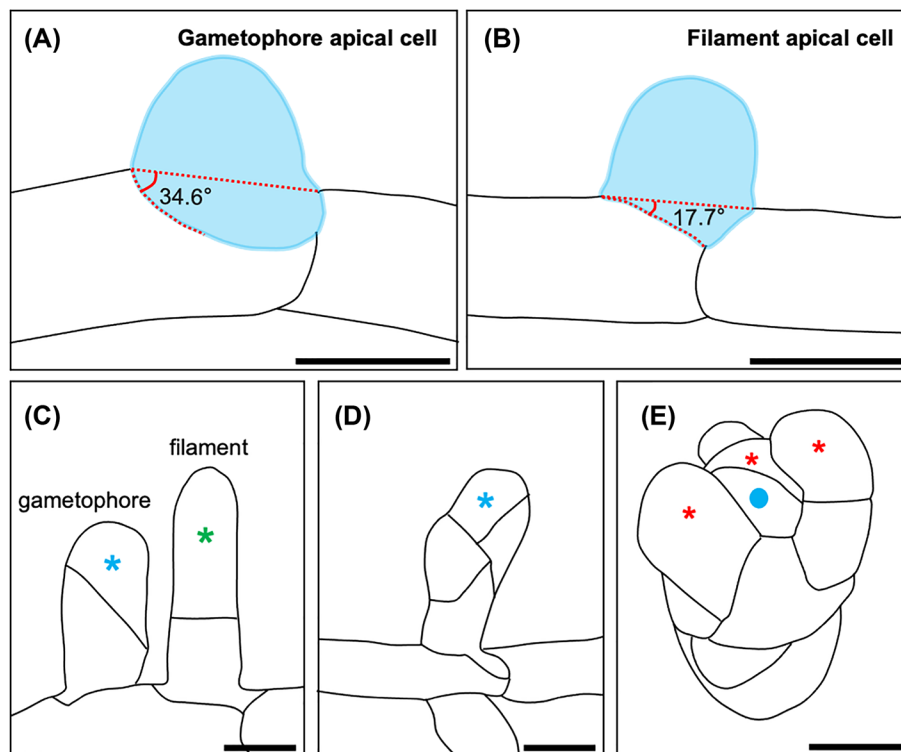 (A) Gametophore apical cell
34.6°
(B) Filament apical cell
17.7°
(C)
filament
gametophore
* *
(D)
*
(E)
* *
*